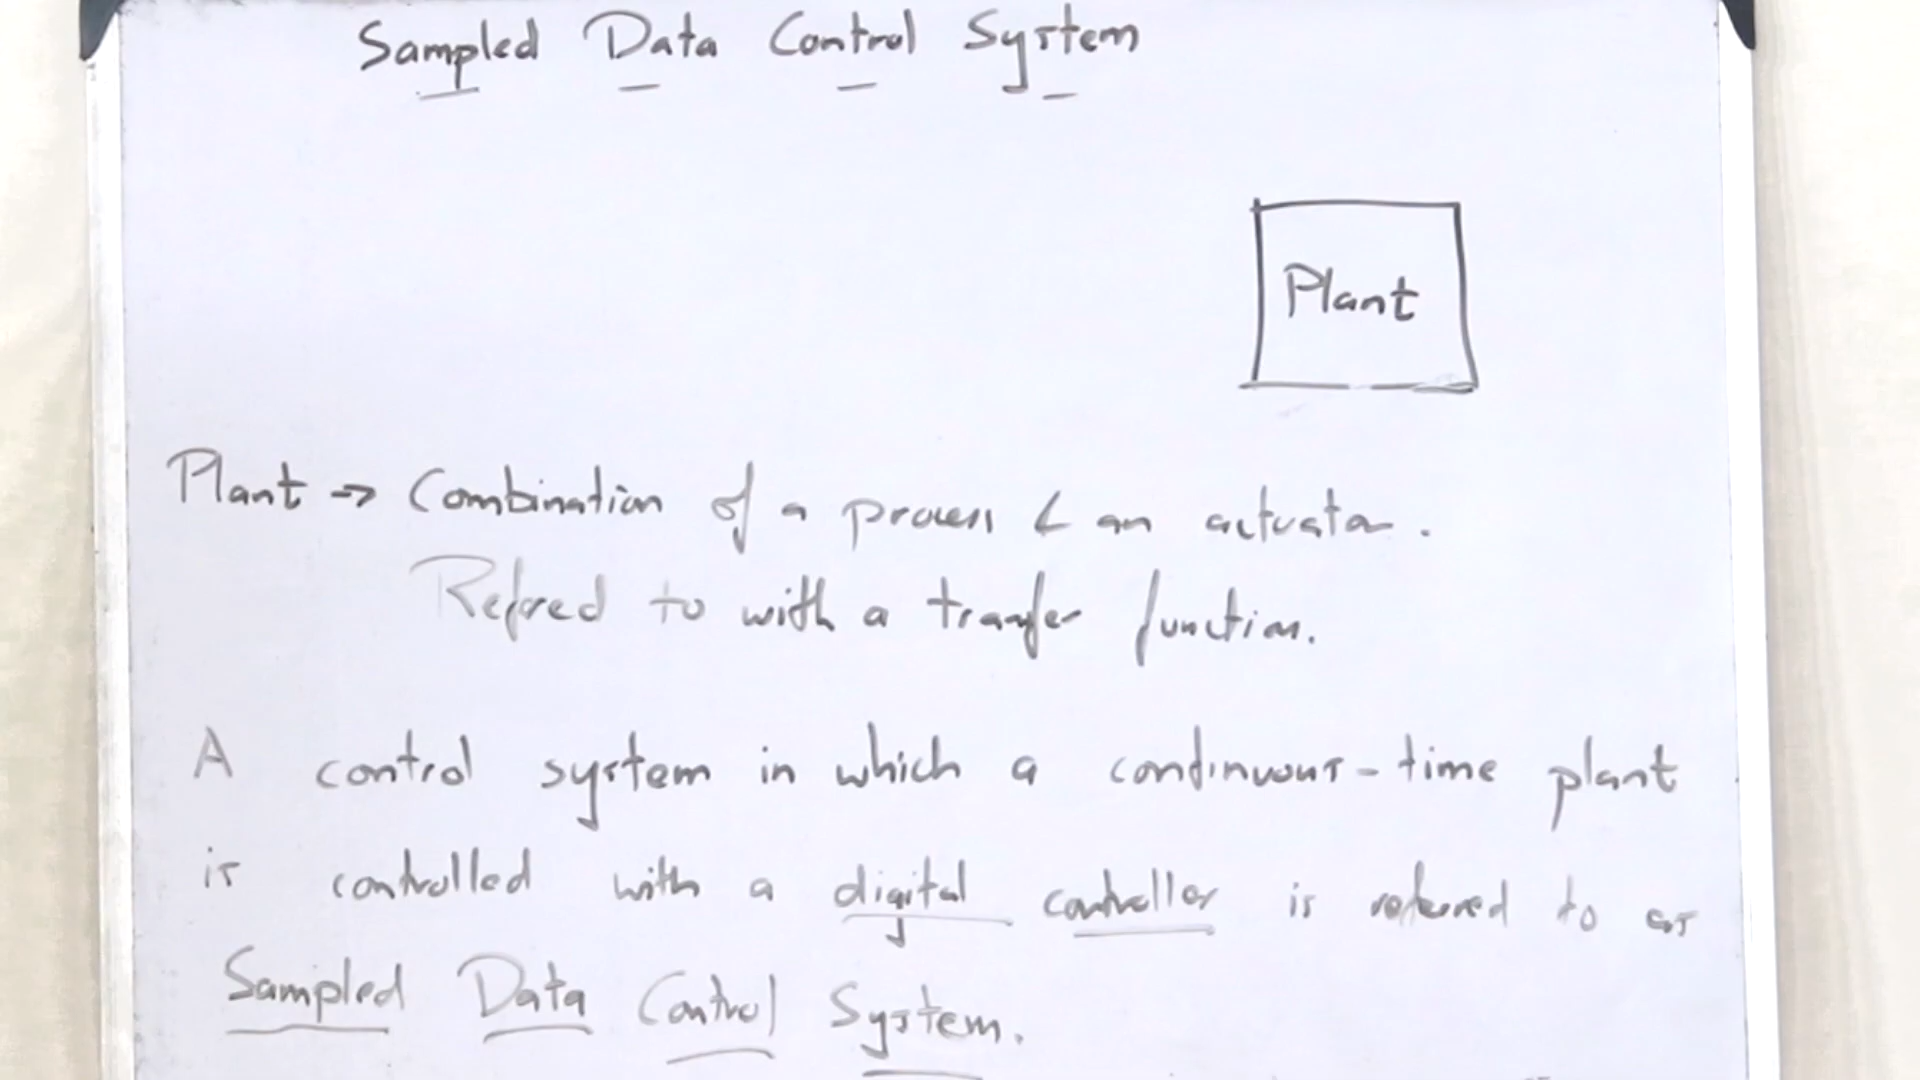 Sampled Data Control System
Plant
Plant → Combination of a process & an actuator.
Refered to with a transfer function.
A control system in which a continuous-time plant
is controlled with a digital controller is referred to as
Sampled Data Control System.